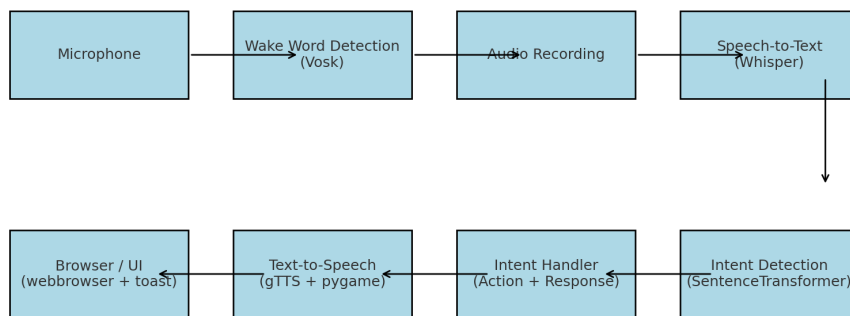 Microphone
Wake Word Detection
(Vosk)
Audio Recording
Speech-to-Text
(Whisper)
Browser / UI
(webbrowser + toast)
Text-to-Speech
(gTTS + pygame)
Intent Handler
(Action + Response)
Intent Detection
(SentenceTransformer)